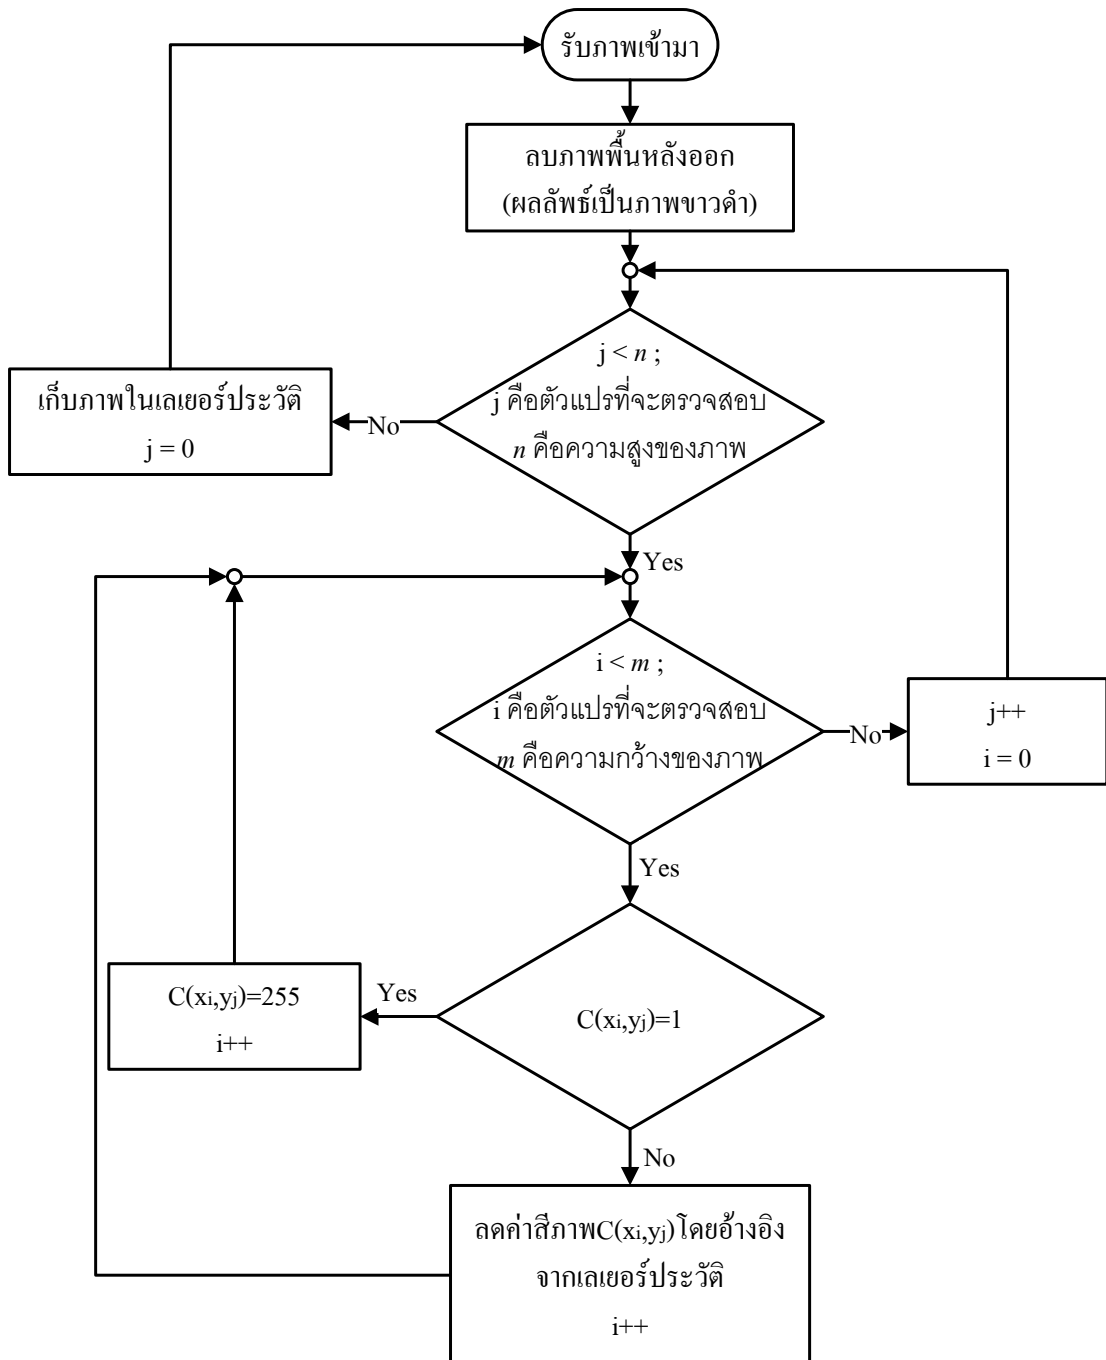 รับภาพเข้ามา
ลบภาพพื้นหลังออก
(ผลลัพธ์เป็นภาพขาวดำ)
j < n ;
j คือตัวแปรที่จะตรวจสอบ
n คือความสูงของภาพ
No
เก็บภาพในเลเยอร์ประวัติ
j = 0
Yes
i < m ;
i คือตัวแปรที่จะตรวจสอบ
m คือความกว้างของภาพ
No
j++
i = 0
Yes
C(xi,yj)=1
Yes
C(xi,yj)=255
i++
No
ลดค่าสีภาพC(xi,yj)โดยอ้างอิง
จากเลเยอร์ประวัติ
i++